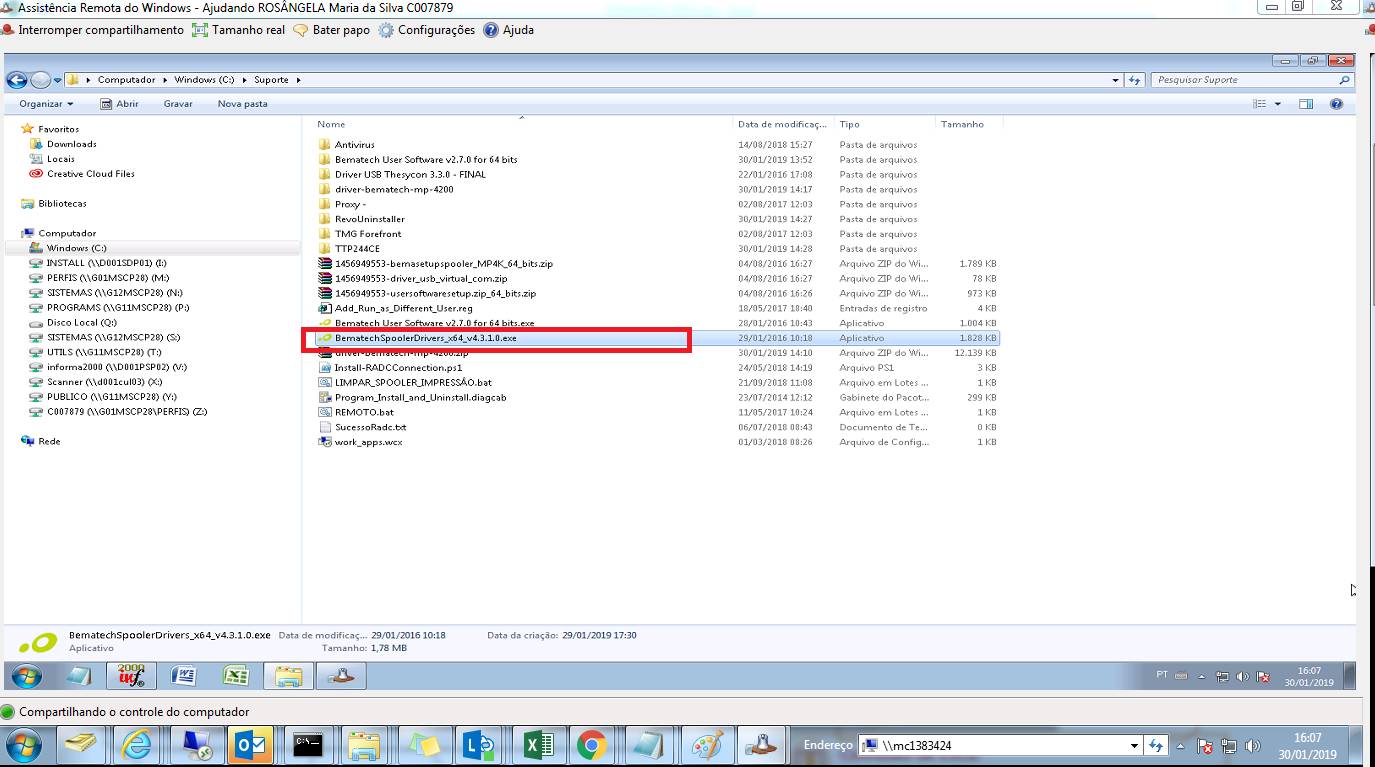 Assistência Remota do Windows - Ajudando ROSÂNGELA Maria da Silva C007879
Interromper compartilhamento Tamanho real Bater papo Configurações Ajuda
Computador Windows (C:) Suporte Pesquisar Suporte
Organizar Abrir Gravar Nova pasta
Favoritos
Downloads
Locais
Creative Cloud Files
Bibliotecas
Computador
Windows (C:)
INSTALL (\\D001SDP01) (I:)
PERFIS (\\G01MSCP28) (M:)
SISTEMAS (\\G12MSCP28) (N:)
PROGRAMS (\\G11MSCP28) (P:)
Disco Local (Q:)
SISTEMAS (\\G12MSCP28) (S:)
UTILS (\\G11MSCP28) (T:)
informa2000 (\\D001PSP02) (V:)
Scanner (\\d001cul03) (X:)
PUBLICO (\\G11MSCP28) (Y:)
C007879 (\\G01MSCP28\PERFIS) (Z:)
Rede
Nome Data de modificaç... Tipo Tamanho
Antivirus 14/08/2018 15:27 Pasta de arquivos
Bematech User Software v2.7.0 for 64 bits 30/01/2019 13:52 Pasta de arquivos
Driver USB Thesycon 3.3.0 - FINAL 22/01/2016 17:08 Pasta de arquivos
driver-bematech-mp-4200 30/01/2019 14:17 Pasta de arquivos
Proxy - 02/08/2017 12:03 Pasta de arquivos
RevoUninstaller 30/01/2019 14:27 Pasta de arquivos
TMG Forefront 02/08/2017 12:03 Pasta de arquivos
TTP244CE 30/01/2019 14:28 Pasta de arquivos
1456949553-bemasetupspooler_MP4K_64_bits.zip 04/08/2016 16:27 Arquivo ZIP do Wi... 1.789 KB
1456949553-driver_usb_virtual_com.zip 04/08/2016 16:27 Arquivo ZIP do Wi... 78 KB
1456949553-usersoftwaresetup.zip_64_bits.zip 04/08/2016 16:26 Arquivo ZIP do Wi... 973 KB
Add_Run_as_Different_User.reg 18/05/2017 18:40 Entradas de registro 4 KB
Bematech User Software v2.7.0 for 64 bits.exe 28/01/2016 10:43 Aplicativo 1.004 KB
BematechSpoolerDrivers_x64_v4.3.1.0.exe 29/01/2016 10:18 Aplicativo 1.828 KB
driver-bematech-mp-4200.zip 30/01/2019 14:10 Arquivo ZIP do Wi... 12.139 KB
Install-RADCConnection.ps1 24/05/2018 14:19 Arquivo PS1 3 KB
LIMPAR_SPOOLER_IMPRESSÃO.bat 21/09/2018 11:08 Arquivo em Lotes ... 1 KB
Program_Install_and_Uninstall.diagcab 23/07/2014 12:12 Gabinete do Pacot... 299 KB
REMOTO.bat 11/05/2017 10:24 Arquivo em Lotes ... 1 KB
SucessoRadc.txt 06/07/2018 08:43 Documento de Te... 0 KB
work_apps.wcx 01/03/2018 08:26 Arquivo de Config... 1 KB
BematechSpoolerDrivers_x64_v4.3.1.0.exe Data de modificaç... 29/01/2016 10:18 Data da criação: 29/01/2019 17:30
Aplicativo Tamanho: 1,78 MB
2000 inf PT 16:07
30/01/2019
Compartilhando o controle do computador
Endereço \\mc1383424 16:07
30/01/2019